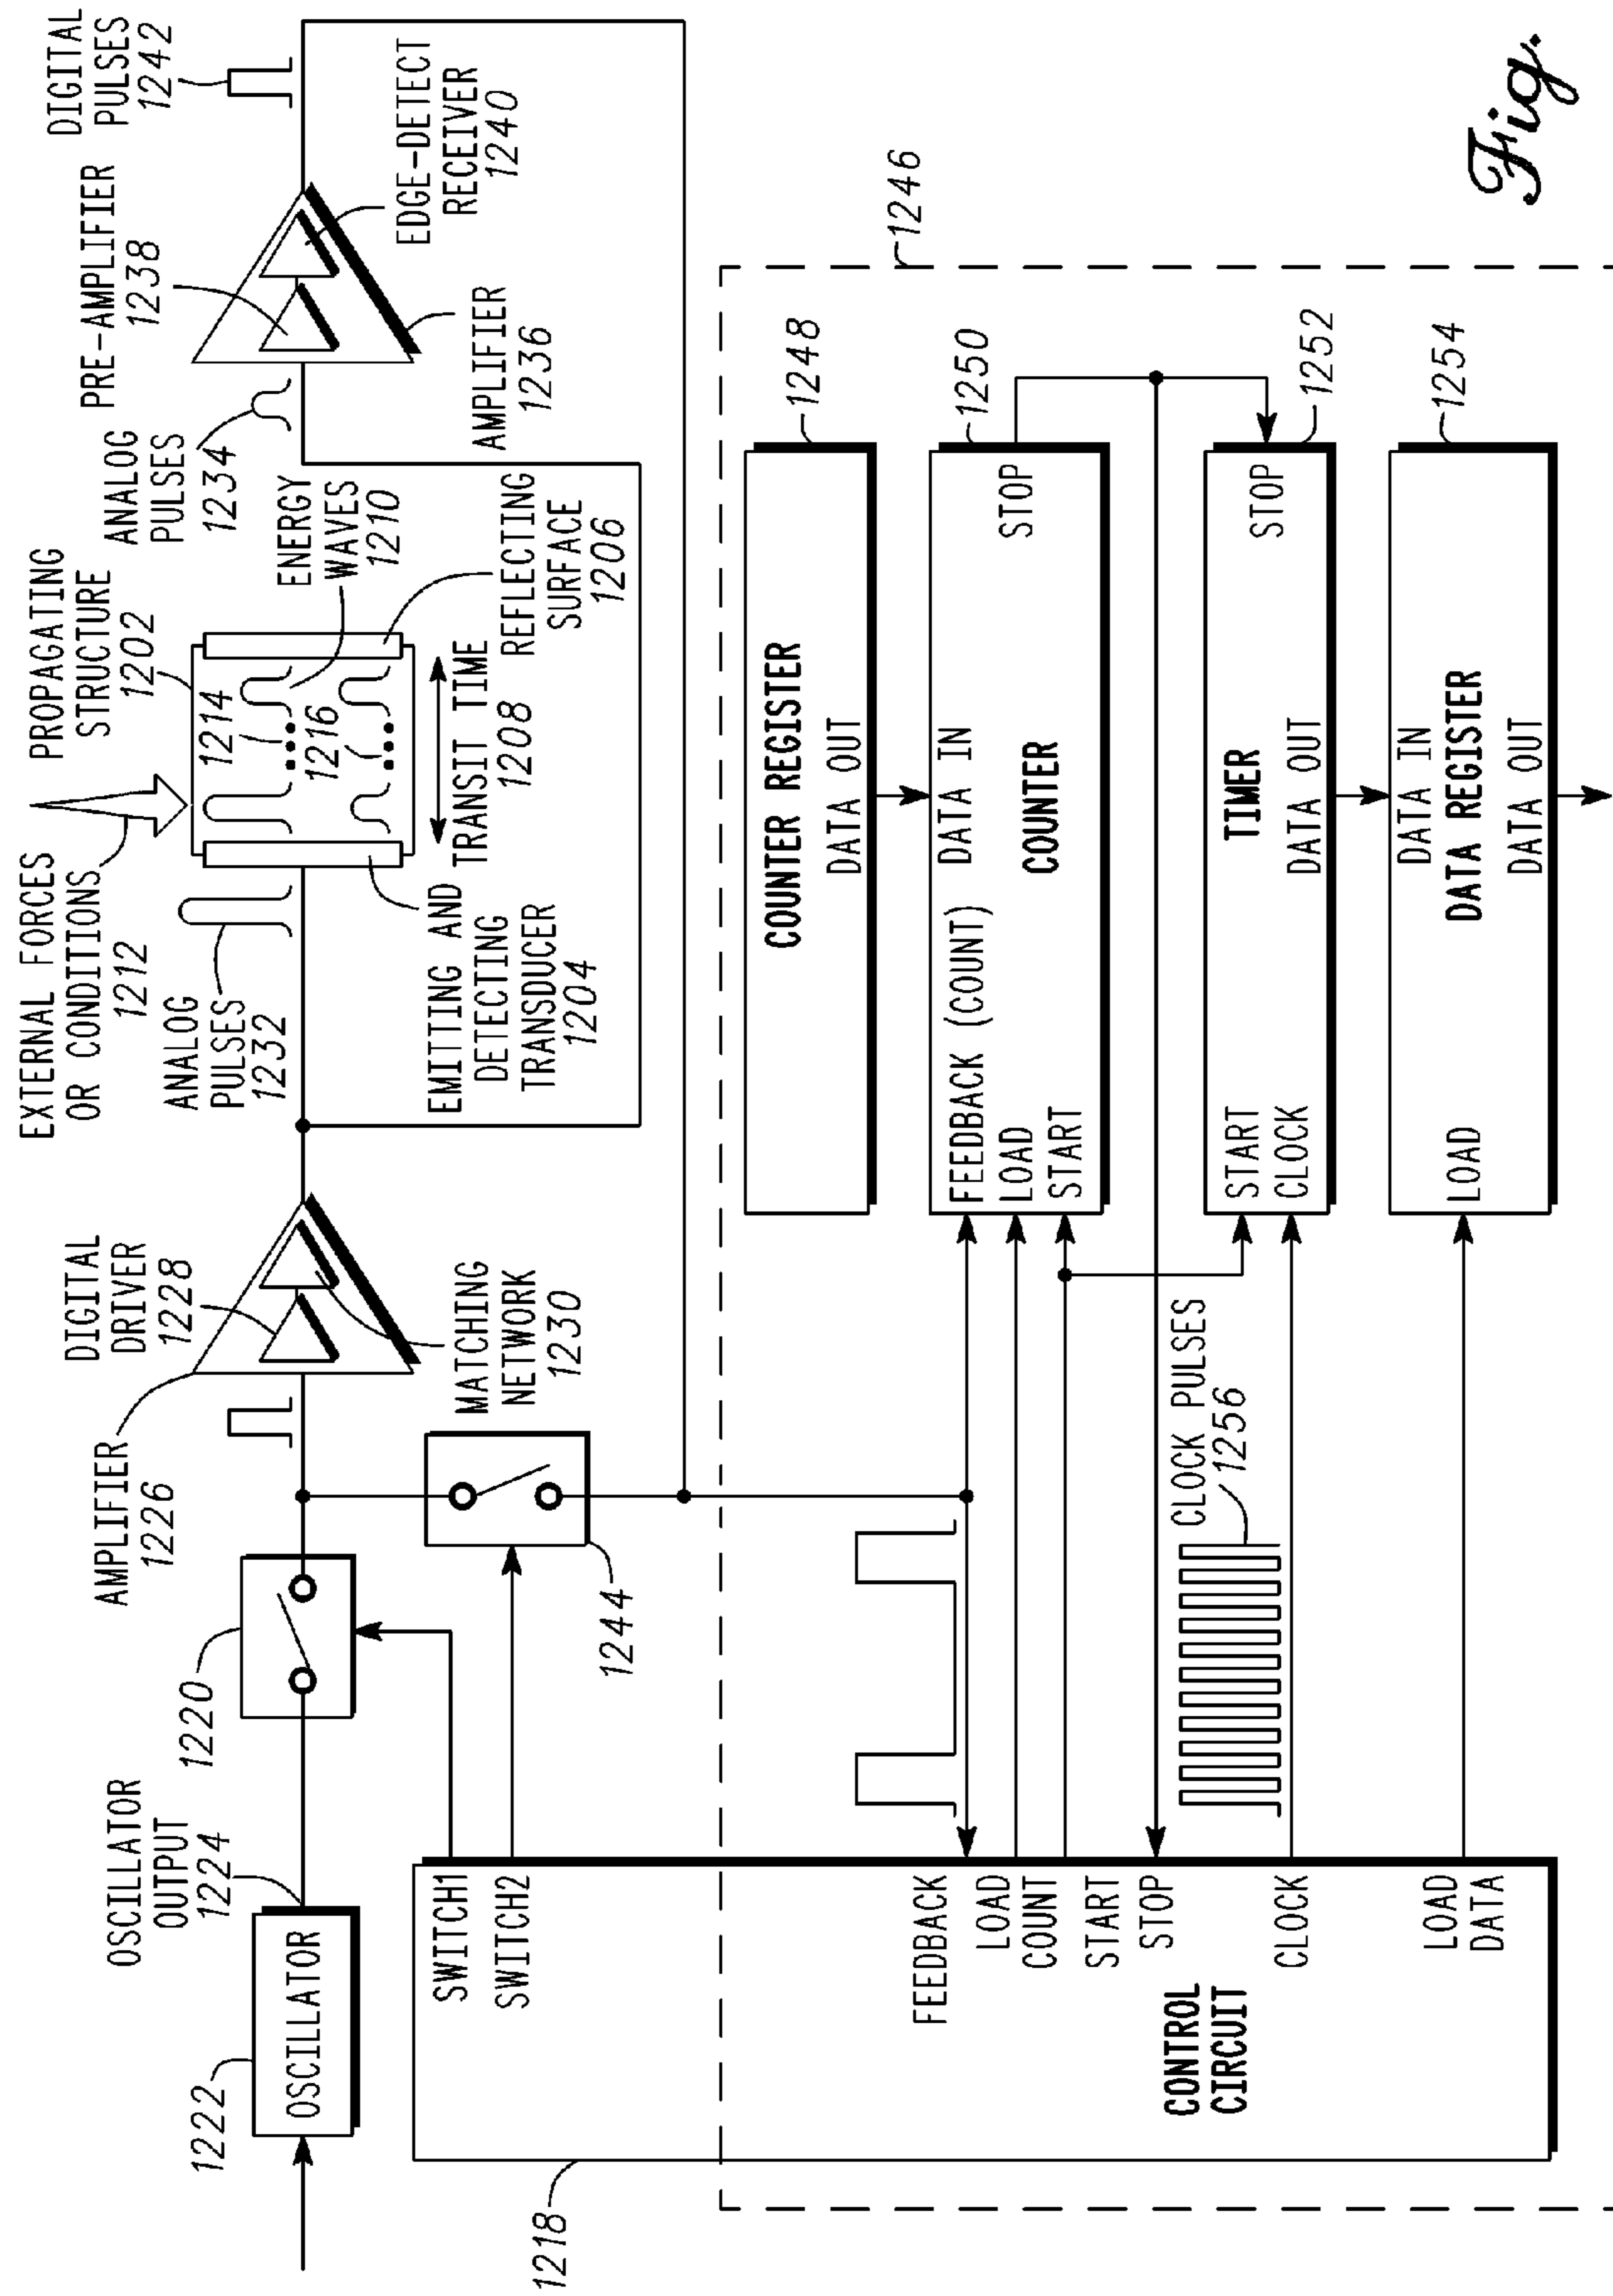 EXTERNAL FORCES
OR CONDITIONS
1212
PROPAGATING
STRUCTURE
1202
ANALOG
PULSES
1232
1214
1216
ENERGY
WAVES
1210
ANALOG
PULSES
1234
PRE-AMPLIFIER
1238
DIGITAL
PULSES
1242
EMITTING AND
DETECTING
TRANSDUCER
1204
TRANSIT TIME
1208
REFLECTING
SURFACE
1206
AMPLIFIER
1236
EDGE-DETECT
RECEIVER
1240
1222
OSCILLATOR
OSCILLATOR
OUTPUT
1224
1220
AMPLIFIER
1226
DIGITAL
DRIVER
1228
MATCHING
NETWORK
1230
1244
1218
SWITCH1
SWITCH2
FEEDBACK
LOAD
COUNT
START
STOP
CLOCK
LOAD
DATA
CONTROL
CIRCUIT
CLOCK PULSES
1256
1246
COUNTER REGISTER
DATA OUT
1248
FEEDBACK (COUNT)
DATA IN
LOAD
START
COUNTER
STOP
1250
START
CLOCK
TIMER
DATA OUT
STOP
1252
LOAD
DATA IN
DATA REGISTER
DATA OUT
1254
Fig.